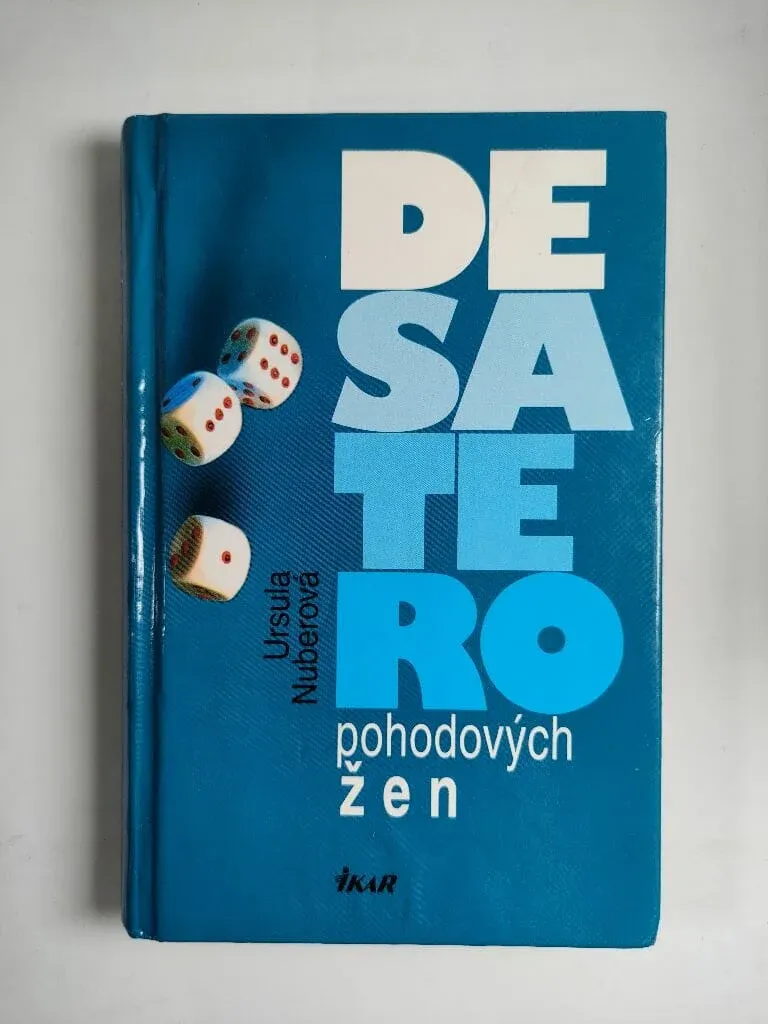 DE
SA
TE
RO
pohodových
žen
Ursula
Nuberová
IKAR